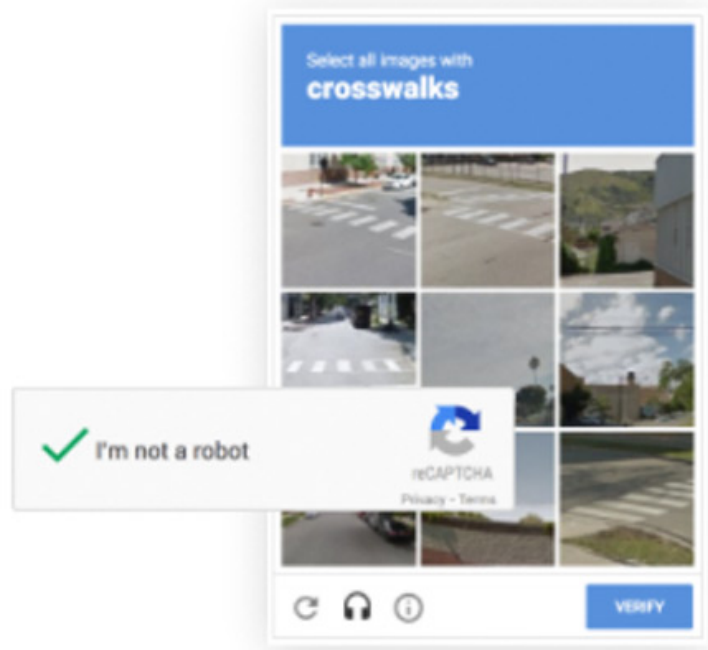 Select all images with
crosswalks
I'm not a robot
reCAPTCHA
Privacy - Terms
VERIFY